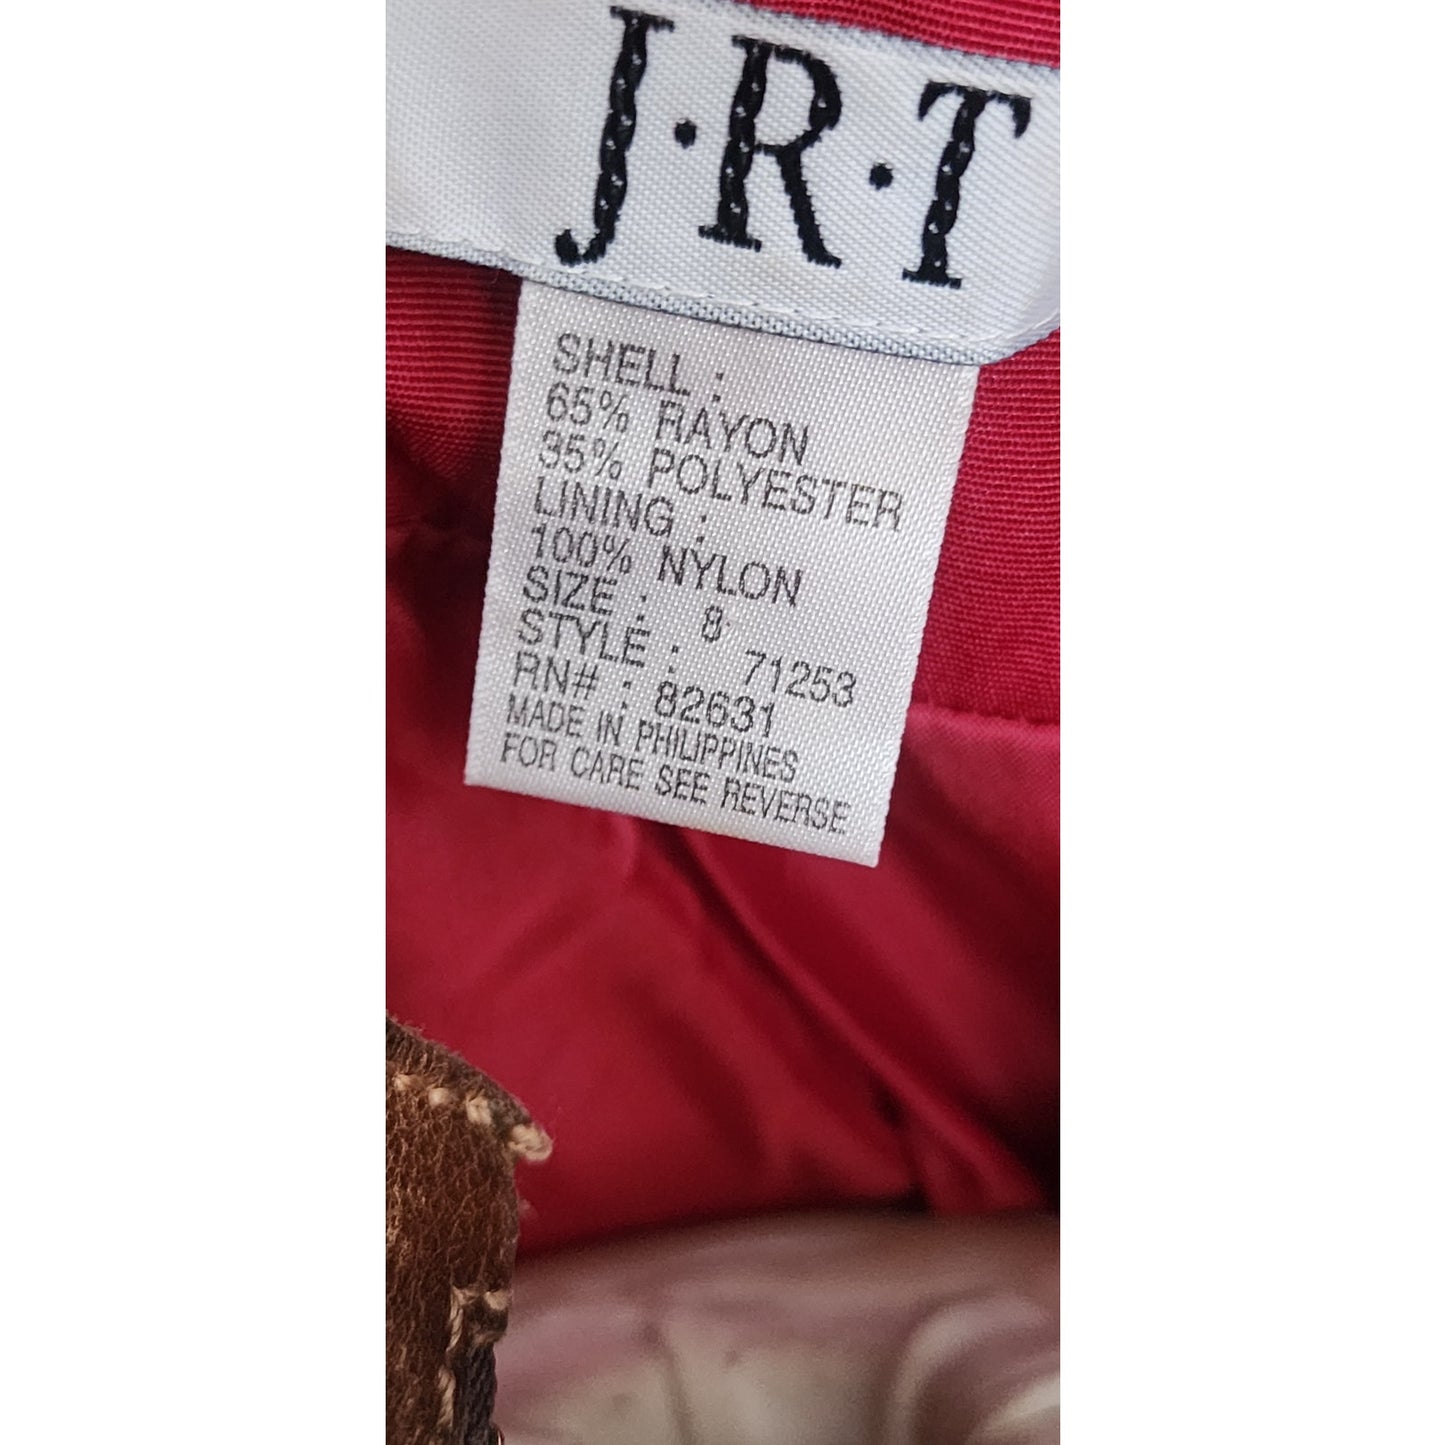 J·R·T
SHELL :
65% RAYON
35% POLYESTER
LINING :
100% NYLON
SIZE : 8
STYLE : 71253
RN# : 82631
MADE IN PHILIPPINES
FOR CARE SEE REVERSE